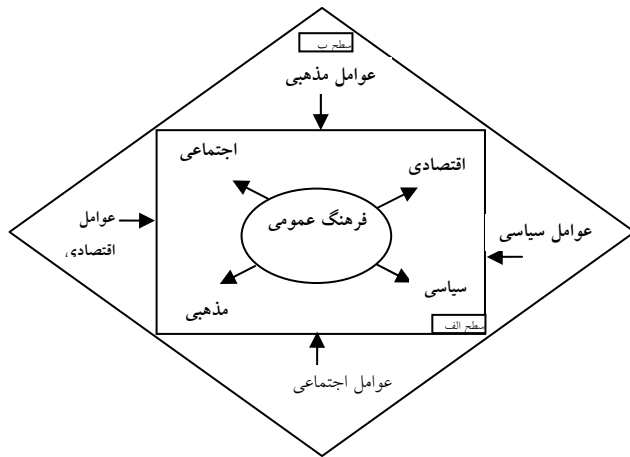 سطح ب
عوامل مذهبی
اجتماعی
اقتصادی
فرهنگ عمومی
عوامل
اقتصادی
عوامل سیاسی
سیاسی
مذهبی
سطح الف
عوامل اجتماعی